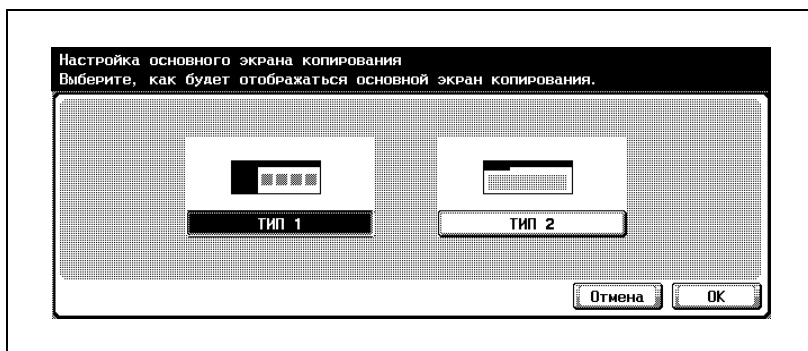 Настройка основного экрана копирования
Выберите, как будет отображаться основной экран копирования.
ТИП 1
ТИП 2
Отмена
OK